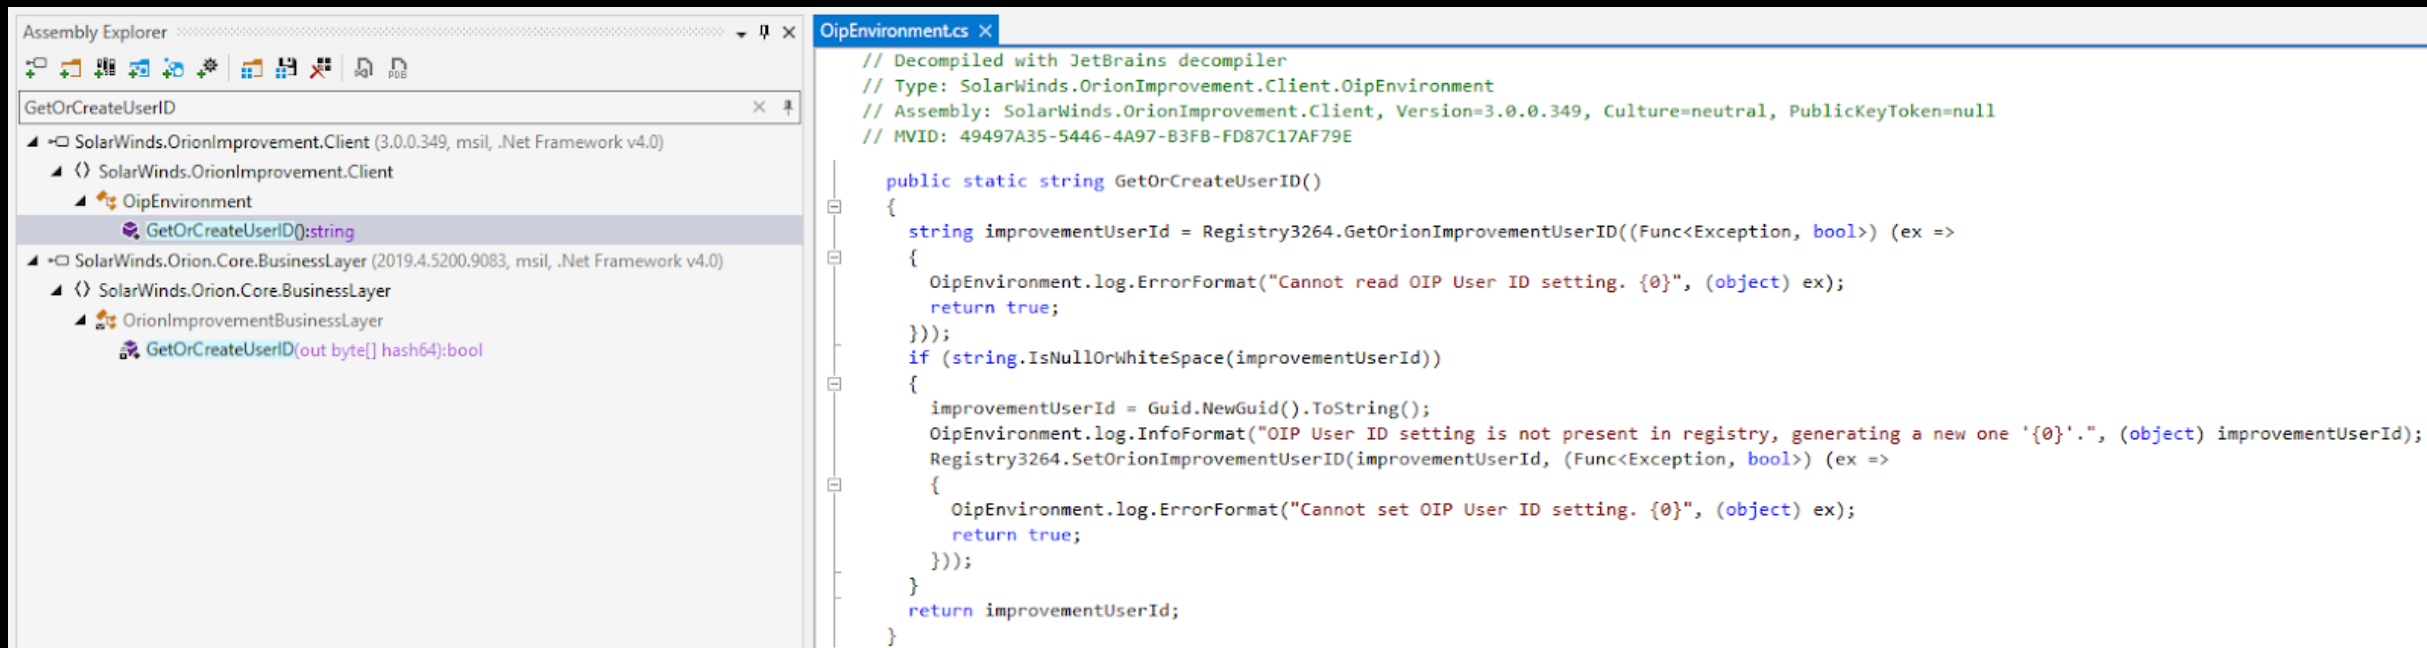 Assembly Explorer
GetOrCreateUserID
SolarWinds.OrionImprovement.Client (3.0.0.349, msil, .Net Framework v4.0)
SolarWinds.OrionImprovement.Client
OipEnvironment
GetOrCreateUserID():string
SolarWinds.Orion.Core.BusinessLayer (2019.4.5200.9083, msil, .Net Framework v4.0)
SolarWinds.Orion.Core.BusinessLayer
OrionImprovementBusinessLayer
GetOrCreateUserID(out byte[] hash64):bool
OipEnvironment.cs
// Decompiled with JetBrains decompiler
// Type: SolarWinds.OrionImprovement.Client.OipEnvironment
// Assembly: SolarWinds.OrionImprovement.Client, Version=3.0.0.349, Culture=neutral, PublicKeyToken=null
// MVID: 49497A35-5446-4A97-B3FB-FD87C17AF79E
public static string GetOrCreateUserID()
{
string improvementUserId = Registry3264.GetOrionImprovementUserID((Func<Exception, bool>) (ex =>
{
OipEnvironment.log.ErrorFormat("Cannot read OIP User ID setting. {0}", (object) ex);
return true;
}));
if (string.IsNullOrWhiteSpace(improvementUserId))
{
improvementUserId = Guid.NewGuid().ToString();
OipEnvironment.log.InfoFormat("OIP User ID setting is not present in registry, generating a new one '{0}'.", (object) improvementUserId);
Registry3264.SetOrionImprovementUserID(improvementUserId, (Func<Exception, bool>) (ex =>
{
OipEnvironment.log.ErrorFormat("Cannot set OIP User ID setting. {0}", (object) ex);
return true;
}));
}
return improvementUserId;
}